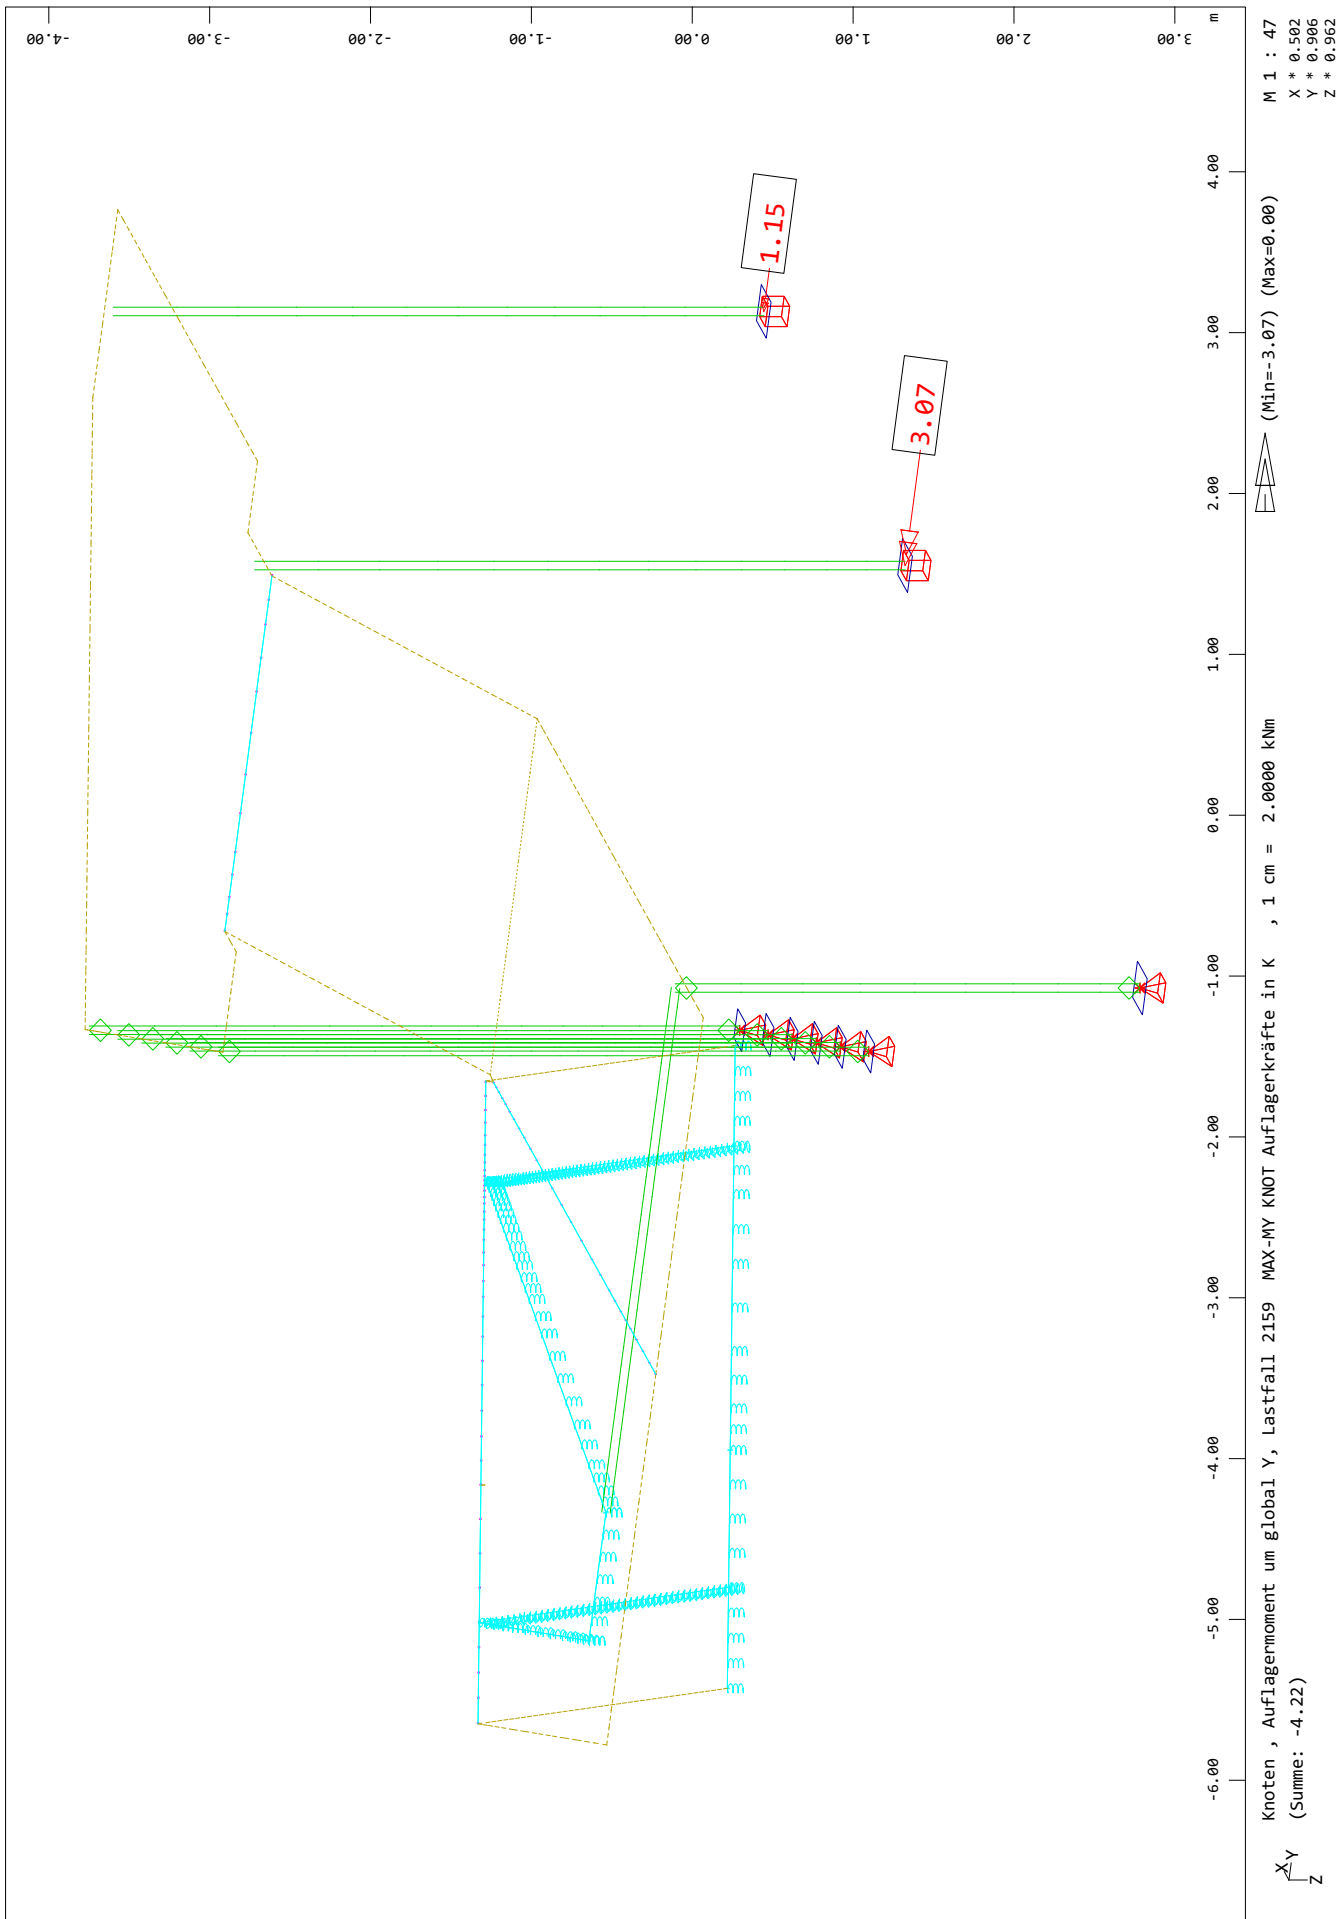 -4.00
-3.00
-2.00
-1.00
0.00
1.00
2.00
3.00
m
1.15
3.07
-6.00
-5.00
-4.00
-3.00
-2.00
-1.00
0.00
1.00
2.00
3.00
4.00
Knoten , Auflagermoment um global Y, Lastfall 2159 MAX-MY KNOT Auflagerkräfte in K , 1 cm = 2.0000 kNm (Min=-3.07) (Max=0.00)
(Summe: -4.22)
M 1 : 47
X * 0.502
Y * 0.906
Z * 0.962
X
Y
Z